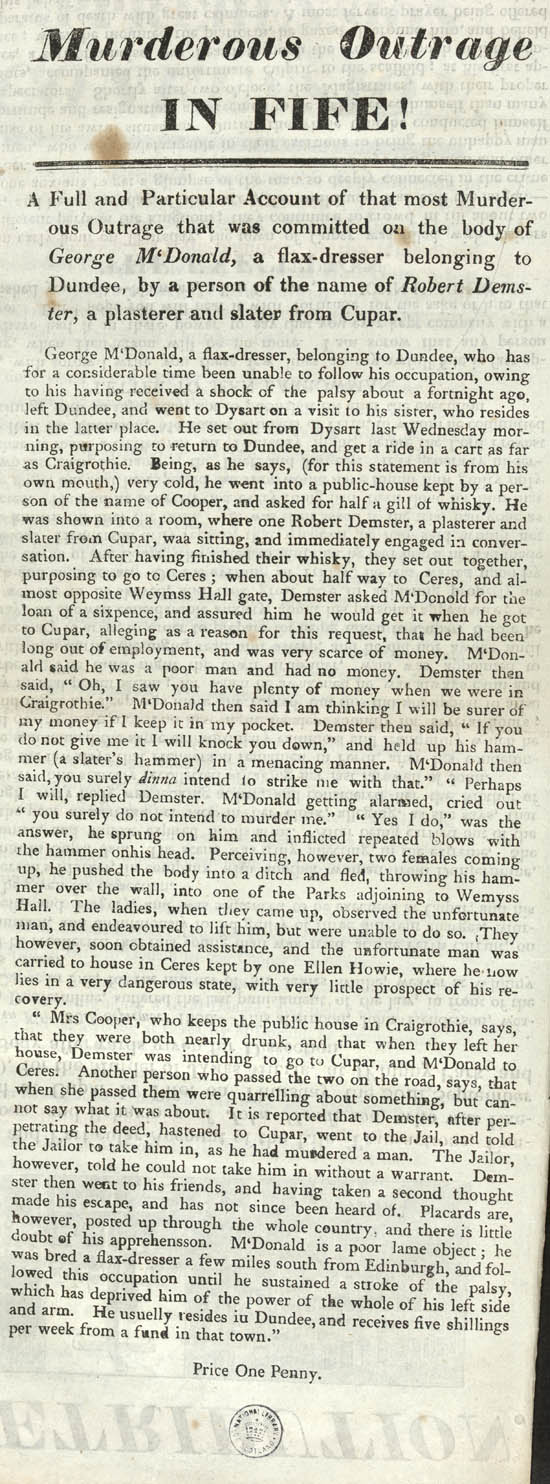 Murderous Outrage
IN FIFE!
A Full and Particular Account of that most Murder-
ous Outrage that was committed on the body of
George M'Donald, a flax-dresser belonging to
Dundee, by a person of the name of Robert Dems-
ter, a plasterer and slater from Cupar.
George M'Donald, a flax-dresser, belonging to Dundee, who has
for a considerable time been unable to follow his occupation, owing
to his having received a shock of the palsy about a fortnight ago,
left Dundee, and went to Dysart on a visit to his sister, who resides
in the latter place. He set out from Dysart last Wednesday mor-
ning, purposing to return to Dundee, and get a ride in a cart as far
as Craigrothie. Being, as he says, (for this statement is from his
own mouth,) very cold, he went into a public-house kept by a per-
son of the name of Cooper, and asked for half a gill of whisky. He
was shown into a room, where one Robert Demster, a plasterer and
slater from Cupar, waa sitting, and immediately engaged in conver-
sation. After having finished their whisky, they set out together,
purposing to go to Ceres; when about half way to Ceres, and al-
most opposite Weymss Hall gate, Demster asked M'Donold for the
loan of a sixpence, and assured him he would get it when he got
to Cupar, alleging as a reason for this request, that he had been
long out of employment, and was very scarce of money. M'Don-
ald said he was a poor man and had no money. Demster then
said, "Oh, I saw you have plenty of money when we were in
Craigrothie." M'Donald then said I am thinking I will be surer of
my money if I keep it in my pocket. Demster then said, "If you
do not give me it I will knock you down," and held up his ham-
mer (a slater's hammer) in a menacing manner. M'Donald then
said, you surely dinna intend to strike me with that." "Perhaps
I will, replied Demster. M'Donald getting alarmed, cried out
"you surely do not intend to murder me." "Yes I do," was the
answer, he sprung on him and inflicted repeated blows with
the hammer onhis head. Perceiving, however, two females coming
up, he pushed the body into a ditch and fled, throwing his ham-
mer over the wall, into one of the Parks adjoining to Wemyss
Hall. The ladies, when they came up, observed the unfortunate
man, and endeavoured to lift him, but were unable to do so. They
however, soon obtained assistance, and the unfortunate man was
carried to house in Ceres kept by one Ellen Howie, where he now
lies in a very dangerous state, with very little prospect of his re-
covery.
"Mrs Cooper, who keeps the public house in Craigrothie, says,
that they were both nearly drunk, and that when they left her
house, Demster was intending to go to Cupar, and M'Donald to
Ceres. Another person who passed the two on the road, says, that
when she passed them were quarrelling about something, but can-
not say what it was about. It is reported that Demster, after per-
petrating the deed, hastened to Cupar, went to the Jail, and told
the Jailor to take him in, as he had murdered a man. The Jailor,
however, told he could not take him in without a warrant. Dem-
ster then went to his friends, and having taken a second thought
made his escape, and has not since been heard of. Placards are,
however, posted up through the whole country, and there is little
doubt of his apprehensson. M'Donald is a poor lame object; he
was bred a flax-dresser a few miles south from Edinburgh, and fol-
lowed this occupation until he sustained a stroke of the palsy,
which has deprived him of the power of the whole of his left side
and arm. He usuelly resides iu Dundee, and receives five shillings
per week from a fund in that town."
Price One Penny.